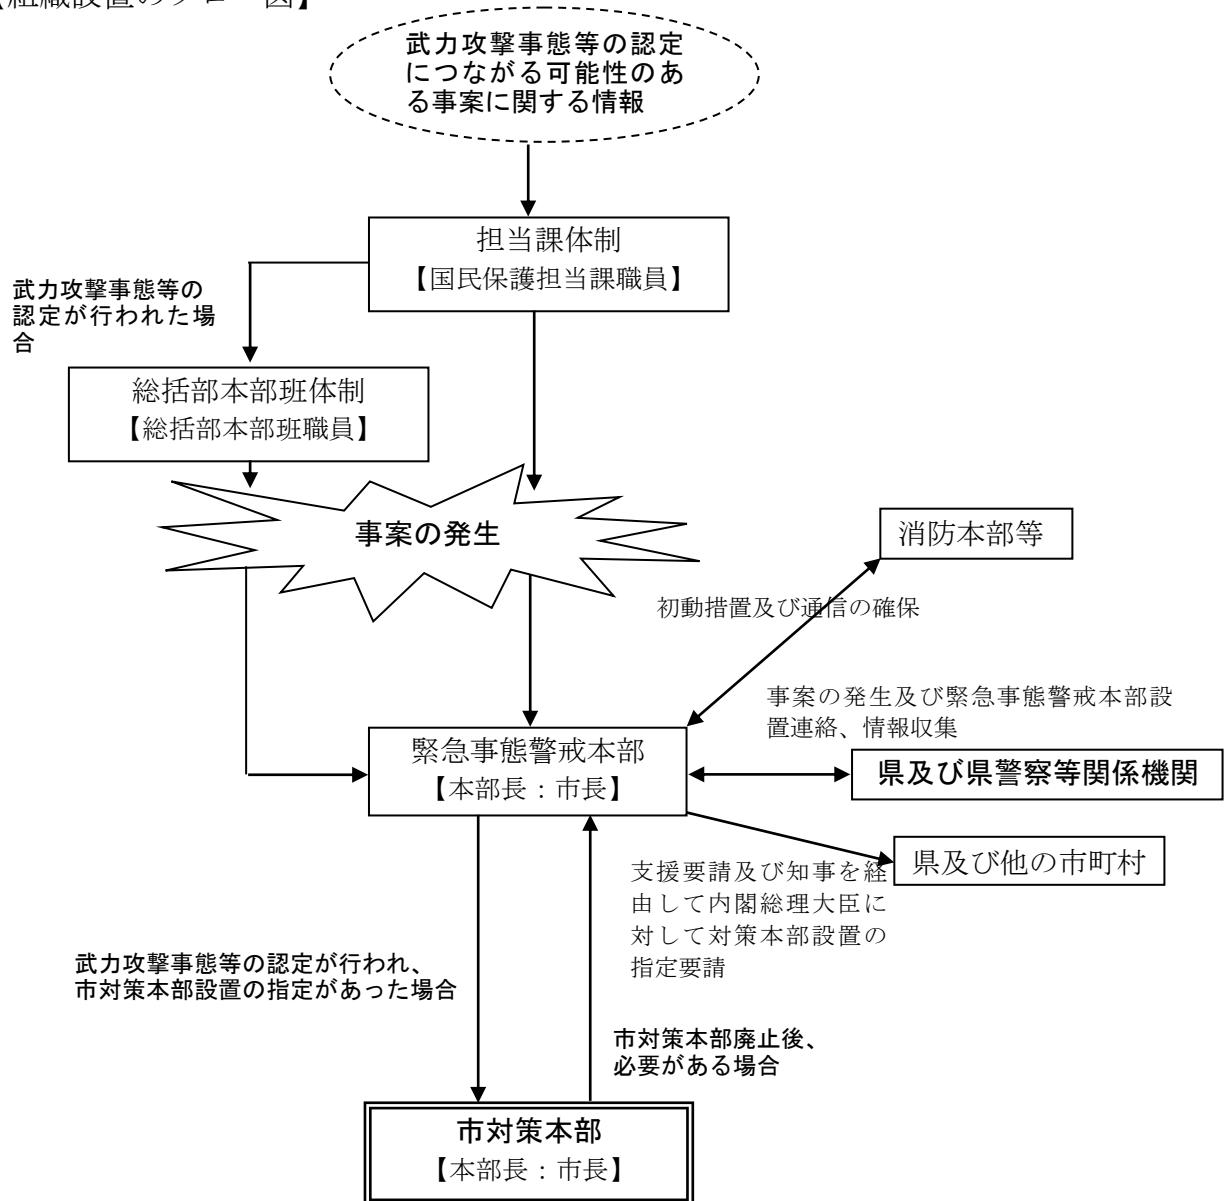 【組織設置のフロー図】
武力攻撃事態等の認定
につながる可能性のあ
る事案に関する情報
担当課体制
【国民保護担当課職員】
武力攻撃事態等の
認定が行われた場
合
総括部本部班体制
【総括部本部班職員】
事案の発生
消防本部等
初動措置及び通信の確保
事案の発生及び緊急事態警戒本部設
置連絡、情報収集
緊急事態警戒本部
【本部長：市長】
県及び県警察等関係機関
県及び他の市町村
支援要請及び知事を経
由して内閣総理大臣に
対して対策本部設置の
指定要請
武力攻撃事態等の認定が行われ、
市対策本部設置の指定があった場合
市対策本部廃止後、
必要がある場合
市対策本部
【本部長：市長】